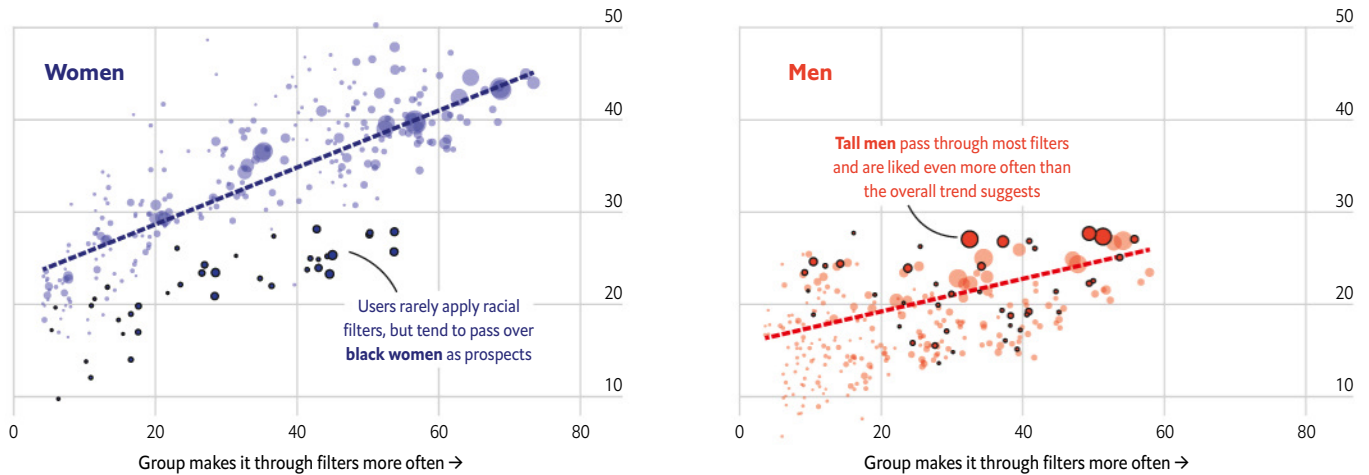 Women
50
40
30
20
10
Users rarely apply racial
filters, but tend to pass over
black women as prospects
0
20
40
60
80
Group makes it through filters more often →
Men
50
40
30
20
10
Tall men pass through most filters
and are liked even more often than
the overall trend suggests
0
20
40
60
80
Group makes it through filters more often →